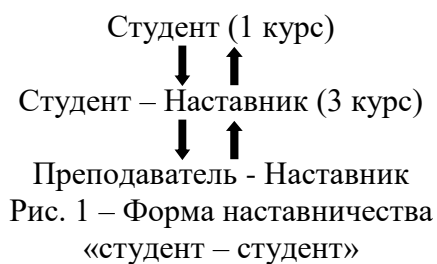 Студент (1 курс)
Студент – Наставник (3 курс)
Преподаватель - Наставник
Рис. 1 – Форма наставничества
«студент – студент»